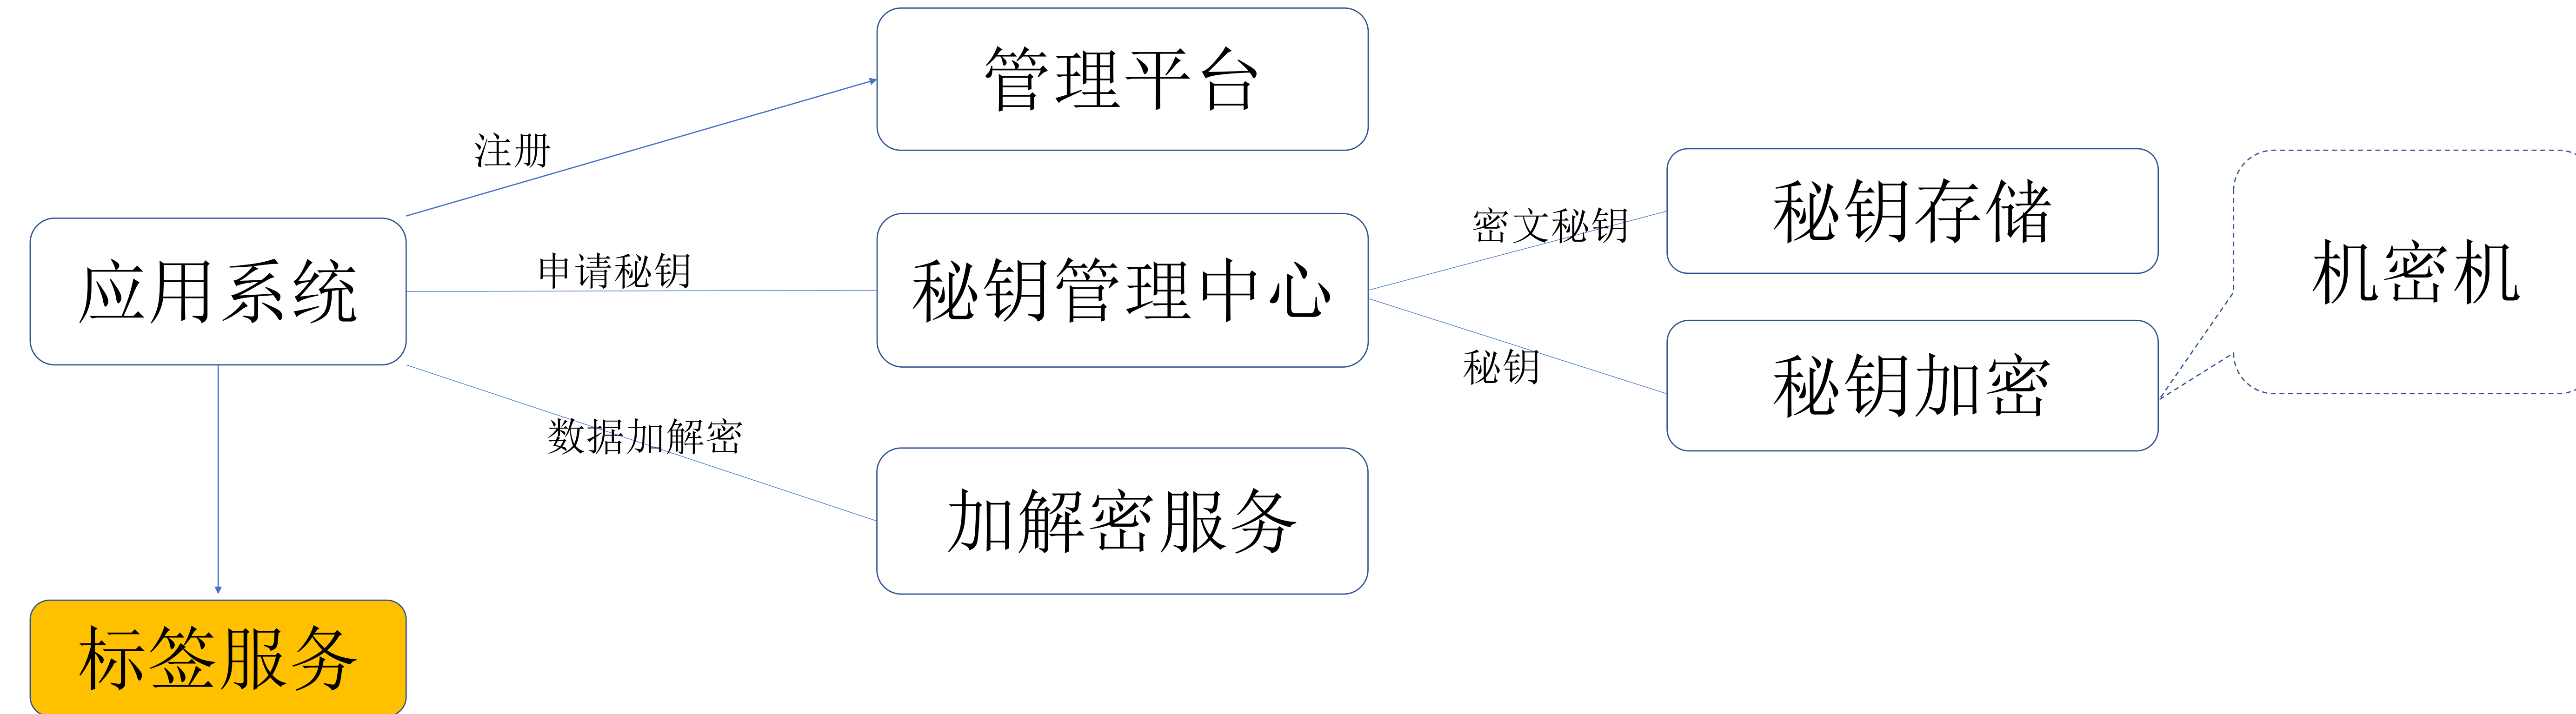 管理平台
注册
应用系统
申请秘钥
秘钥管理中心
密文秘钥
秘钥存储
机密机
秘钥
秘钥加密
数据加解密
加解密服务
标签服务